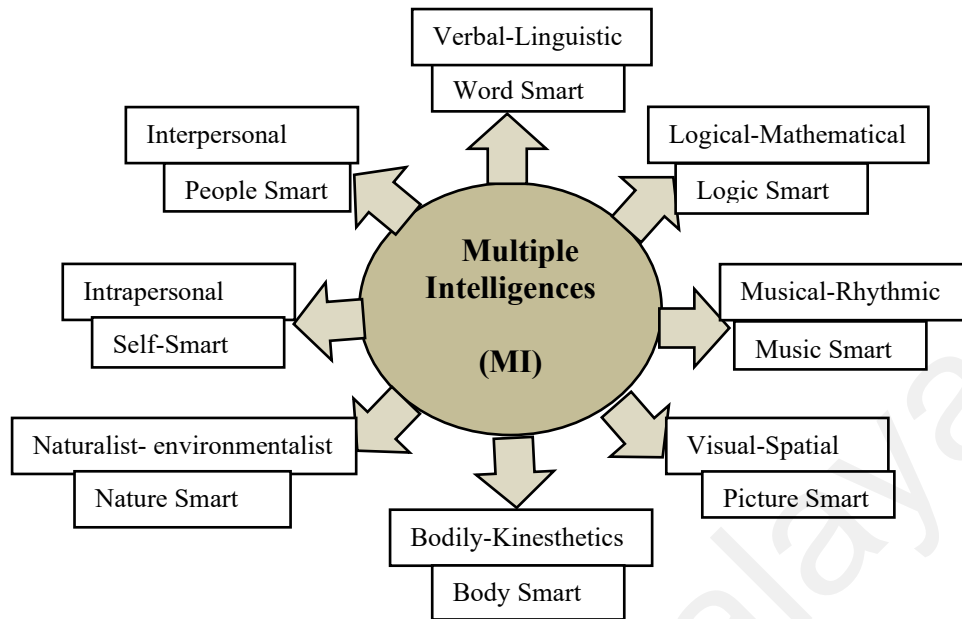 Verbal-Linguistic
Word Smart
Interpersonal
People Smart
Logical-Mathematical
Logic Smart
Multiple
Intelligences
(MI)
Intrapersonal
Self-Smart
Musical-Rhythmic
Music Smart
Naturalist- environmentalist
Nature Smart
Visual-Spatial
Picture Smart
Bodily-Kinesthetics
Body Smart
alaya